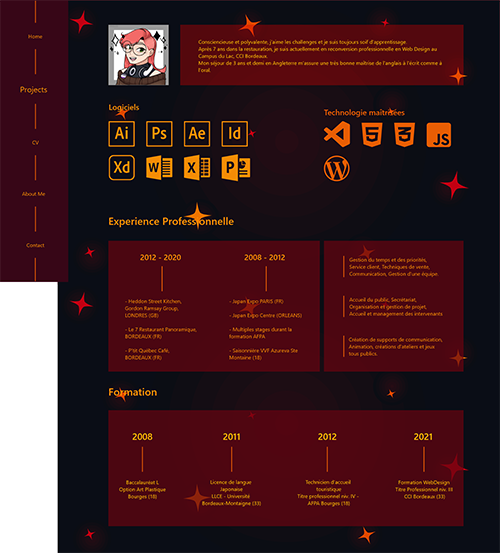 Home
Projects
CV
About Me
Contact
Consciencieuse et polyvalente, j'aime les challenges et je suis toujours soif d'apprentissage.
Après 7 ans dans la restauration, je suis actuellement en reconversion professionnelle en Web Design au
Campus du Lac, CCI Bordeaux.
Mon séjour de 3 ans et demi en Angleterre m'assure une très bonne maîtrise de l'anglais à l'écrit comme à
l'oral
Logiciels
Technologie maîtrisées
Ai Ps Ae Id
JS
Xd W X P
Experience Professionnelle
2012 - 2020
- Heddon Street Kitchen,
Gordon Ramsay Group,
LONDRES (GB)
- Le 7 Restaurant Panoramique,
BORDEAUX (FR)
- P'tit Québec Café,
BORDEAUX (FR)
2008 - 2012
- Japan Expo PARIS (FR)
- Japan Expo Centre (ORLEANS)
- Multiples stages durant la
formation AFPA
- Saisonnière VVF Azureva Ste
Montaine (18)
Gestion du temps et des priorités,
Service client, Techniques de vente,
Communication, Gestion d'une équipe.
Accueil du public, Secrétariat,
Organisation et gestion de projet,
Accueil et management des intervenants
Création de supports de communication,
Animation, créations d'ateliers et jeux
tous publics.
Formation
2008
Baccalauréat L
Option Art Plastique
Bourges (18)
2011
Licence de langue
Japonaise
LLCE - Université
Bordeaux-Montaigne (33)
2012
Technicien d'accueil
touristique
Titre professionnel niv. IV -
AFPA Bourges (18)
2021
Formation WebDesign
Titre Professionnel niv. III
CCI Bordeaux (33)